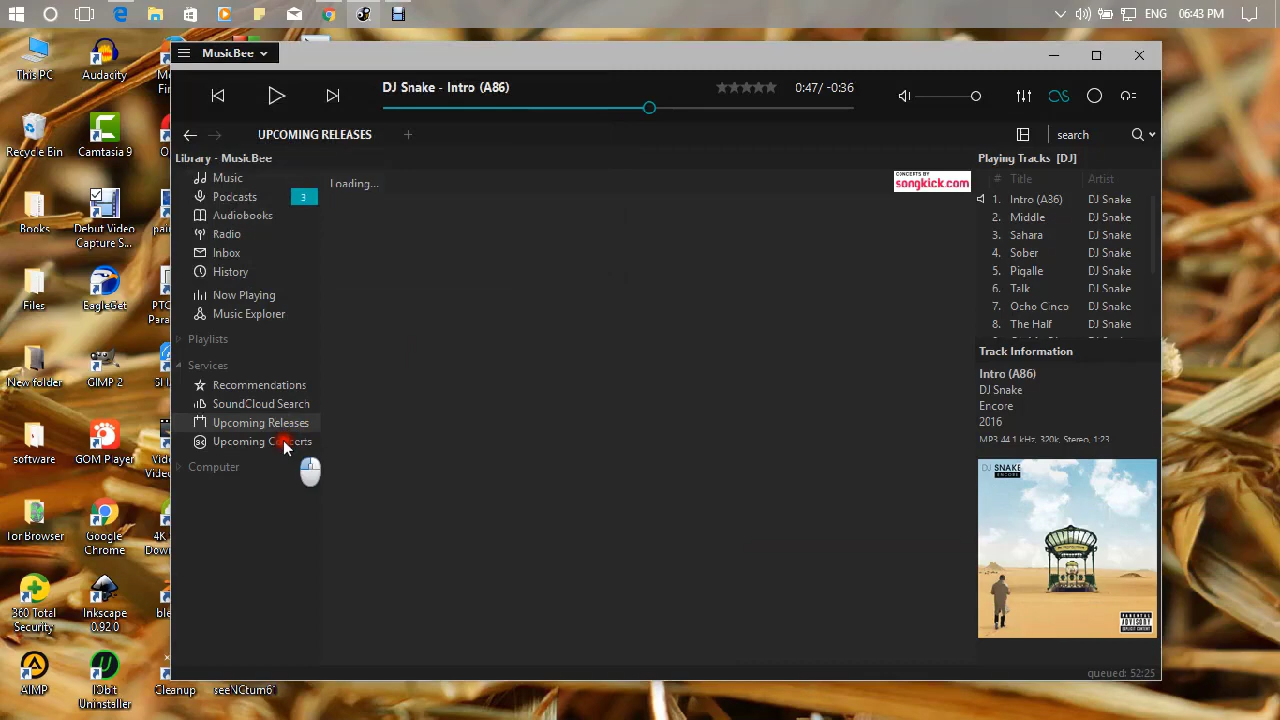 ENG 06:43 PM
This PC
Audacity
Recycle Bin
Camtasia 9
Books
Debut Video
Capture S...
Files
EagleGet
New folder
GIMP 2
software
GOM Player
Tor Browser
Google
Chrome
360 Total
Security
Inkscape
0.92.0
AIMP
IObit
Uninstaller
Cleanup
MusicBee
DJ Snake - Intro (A86)
0:47/ -0:36
UPCOMING RELEASES
+
search
Library - MusicBee
Music
Podcasts 3
Audiobooks
Radio
Inbox
History
Now Playing
Music Explorer
Playlists
Services
Recommendations
SoundCloud Search
Upcoming Releases
Upcoming
Computer
Loading...
CONCERTS BY
songkick.com
Playing Tracks [DJ]
# Title Artist
1. Intro (A86) DJ Snake
2. Middle DJ Snake
3. Sahara DJ Snake
4. Sober DJ Snake
5. Pigalle DJ Snake
6. Talk DJ Snake
7. Ocho Cinco DJ Snake
8. The Half DJ Snake
Track Information
Intro (A86)
DJ Snake
Encore
2016
MP3 44.1 kHz, 320k, Stereo, 1:23
DJ SNAKE
ENCORE
PARENTAL
ADVISORY
EXPLICIT CONTENT
queued: 52:25